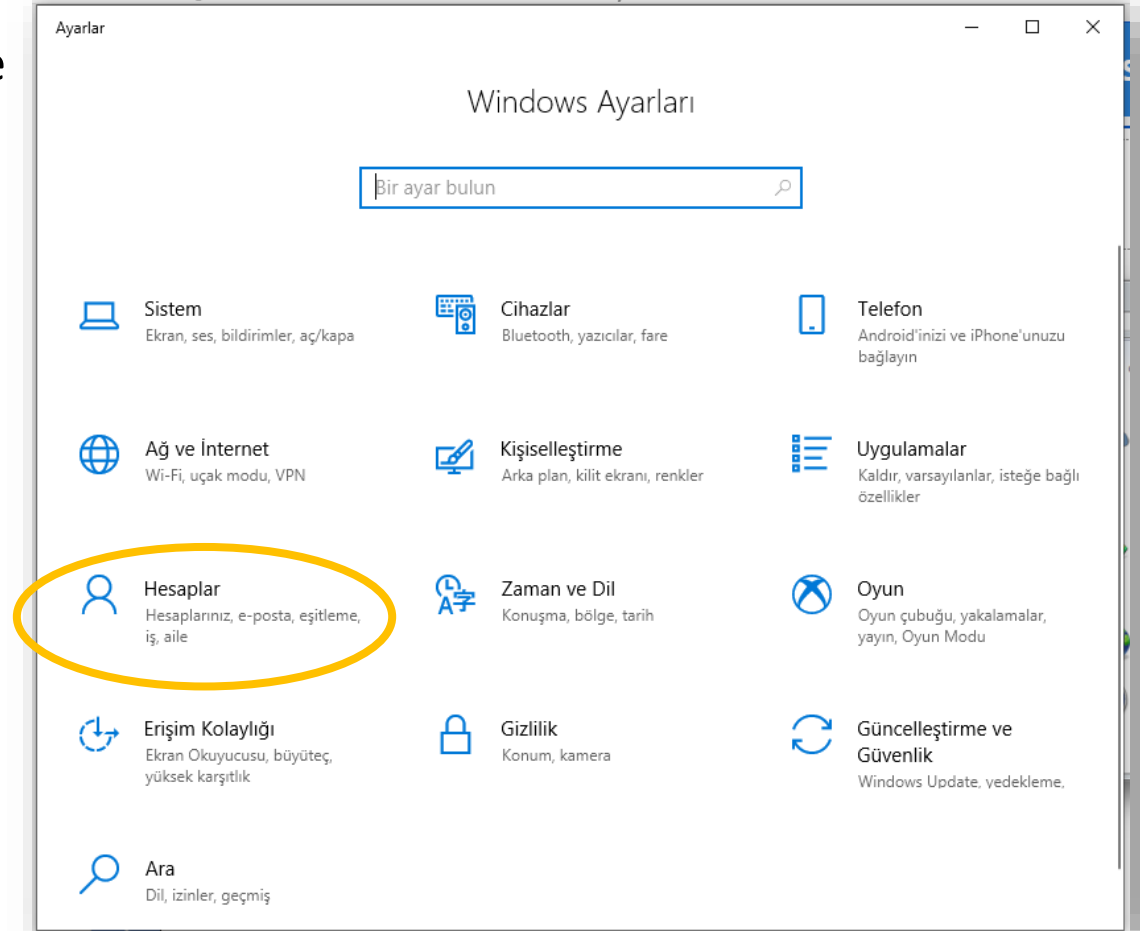 e
Ayarlar
Windows Ayarları
Bir ayar bulun
Sistem
Ekran, ses, bildirimler, aç/kapa
Cihazlar
Bluetooth, yazıcılar, fare
Telefon
Android'inizi ve iPhone'unuzu
bağlayın
Ağ ve İnternet
Wi-Fi, uçak modu, VPN
Kişiselleştirme
Arka plan, kilit ekranı, renkler
Uygulamalar
Kaldır, varsayılanlar, isteğe bağlı
özellikler
Hesaplar
Hesaplarınız, e-posta, eşitleme,
iş, aile
Zaman ve Dil
Konuşma, bölge, tarih
Oyun
Oyun çubuğu, yakalamalar,
yayın, Oyun Modu
Erişim Kolaylığı
Ekran Okuyucusu, büyüteç,
yüksek karşıtlık
Gizlilik
Konum, kamera
Güncelleştirme ve
Güvenlik
Windows Update, yedekleme,
Ara
Dil, izinler, geçmiş